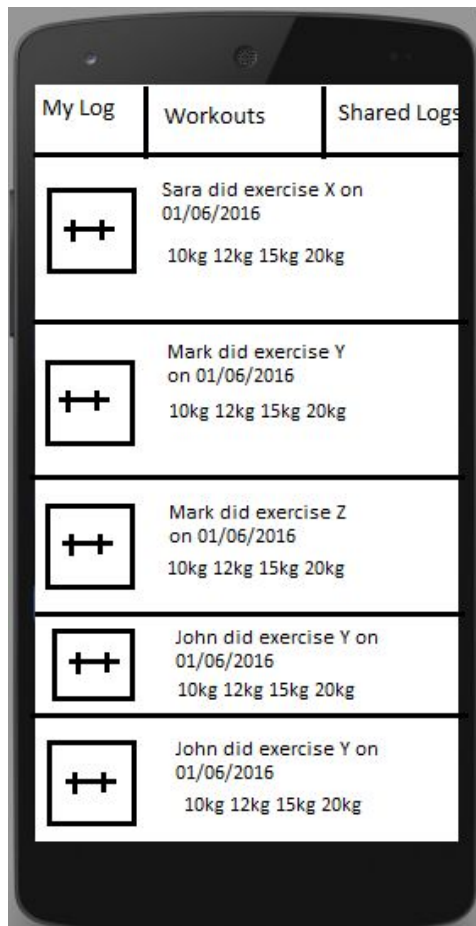 My Log
Workouts
Shared Logs
Sara did exercise X on
01/06/2016
10kg 12kg 15kg 20kg
Mark did exercise Y
on 01/06/2016
10kg 12kg 15kg 20kg
Mark did exercise Z
on 01/06/2016
10kg 12kg 15kg 20kg
John did exercise Y on
01/06/2016
10kg 12kg 15kg 20kg
John did exercise Y on
01/06/2016
10kg 12kg 15kg 20kg